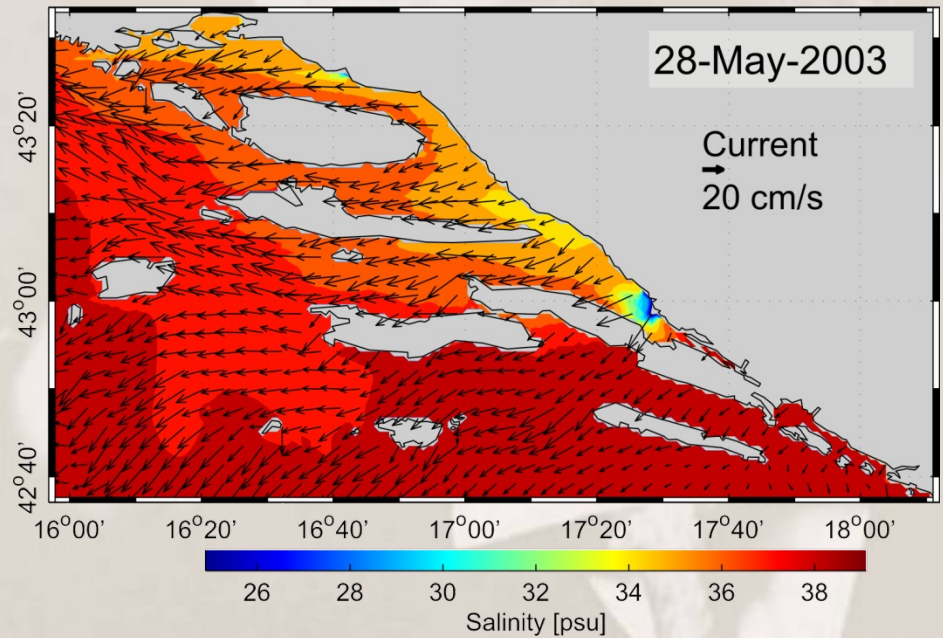 28-May-2003
Current
20 cm/s
43°20'
43°00'
42°40'
16°00' 16°20' 16°40' 17°00' 17°20' 17°40' 18°00'
26 28 30 32 34 36 38
Salinity [psu]